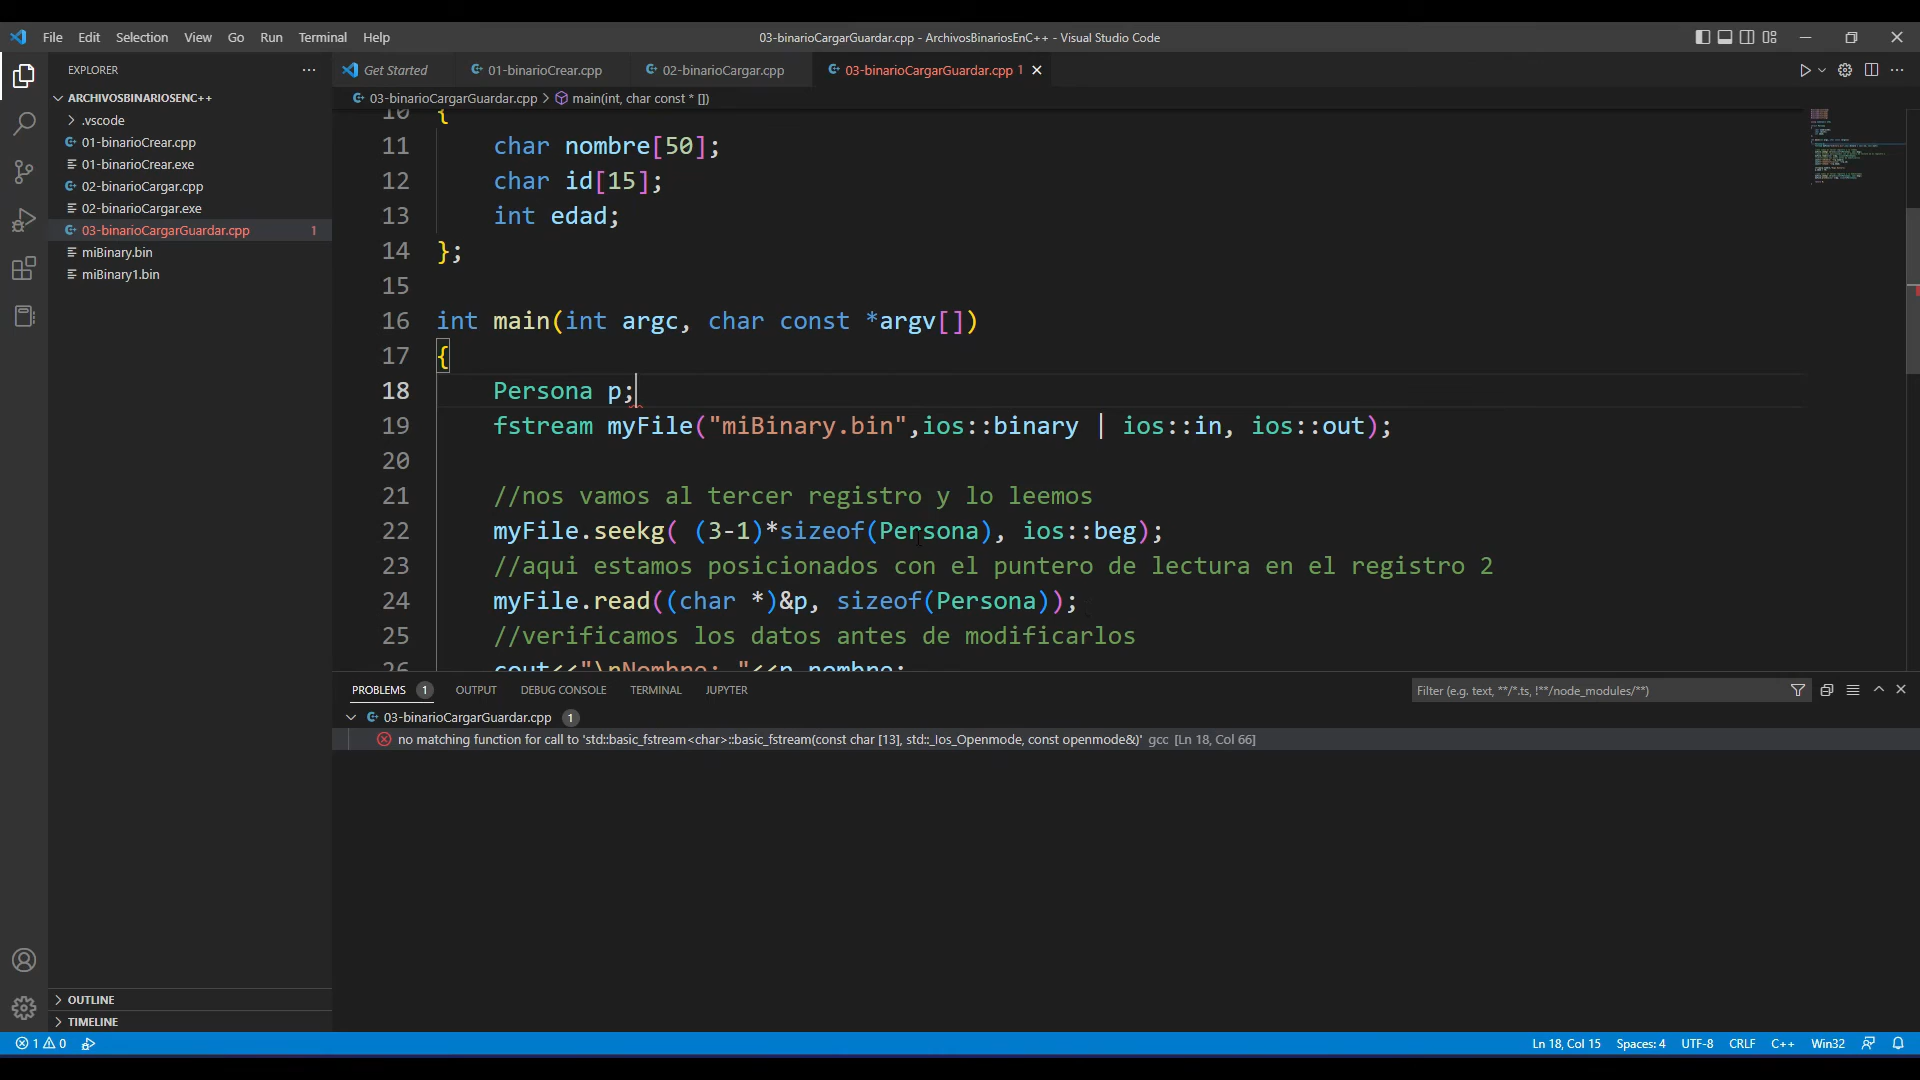 File Edit Selection View Go Run Terminal Help
03-binarioCargarGuardar.cpp - ArchivosBinariosEnC++ - Visual Studio Code
EXPLORER
Get Started
01-binarioCrear.cpp
02-binarioCargar.cpp
03-binarioCargarGuardar.cpp 1
ARCHIVOSBINARIOSENC++
.vscode
01-binarioCrear.cpp
01-binarioCrear.exe
02-binarioCargar.cpp
02-binarioCargar.exe
03-binarioCargarGuardar.cpp 1
miBinary.bin
miBinary1.bin
OUTLINE
TIMELINE
03-binarioCargarGuardar.cpp > main(int, char const * [])
10 {
11 char nombre[50];
12 char id[15];
13 int edad;
14 };
15
16 int main(int argc, char const *argv[])
17 {
18 Persona p;
19 fstream myFile("miBinary.bin",ios::binary | ios::in, ios::out);
20
21 //nos vamos al tercer registro y lo leemos
22 myFile.seekg( (3-1)*sizeof(Persona), ios::beg);
23 //aqui estamos posicionados con el puntero de lectura en el registro 2
24 myFile.read((char *)&p, sizeof(Persona));
25 //verificamos los datos antes de modificarlos
26 cout<<"\nNombre: "<<p.nombre;
PROBLEMS 1 OUTPUT DEBUG CONSOLE TERMINAL JUPYTER
Filter (e.g. text, **/*.ts, !**/node_modules/**)
03-binarioCargarGuardar.cpp 1
no matching function for call to 'std::basic_fstream<char>::basic_fstream(const char [13], std::_Ios_Openmode, const openmode&)' gcc [Ln 18, Col 66]
1 0
Ln 18, Col 15 Spaces: 4 UTF-8 CRLF C++ Win32